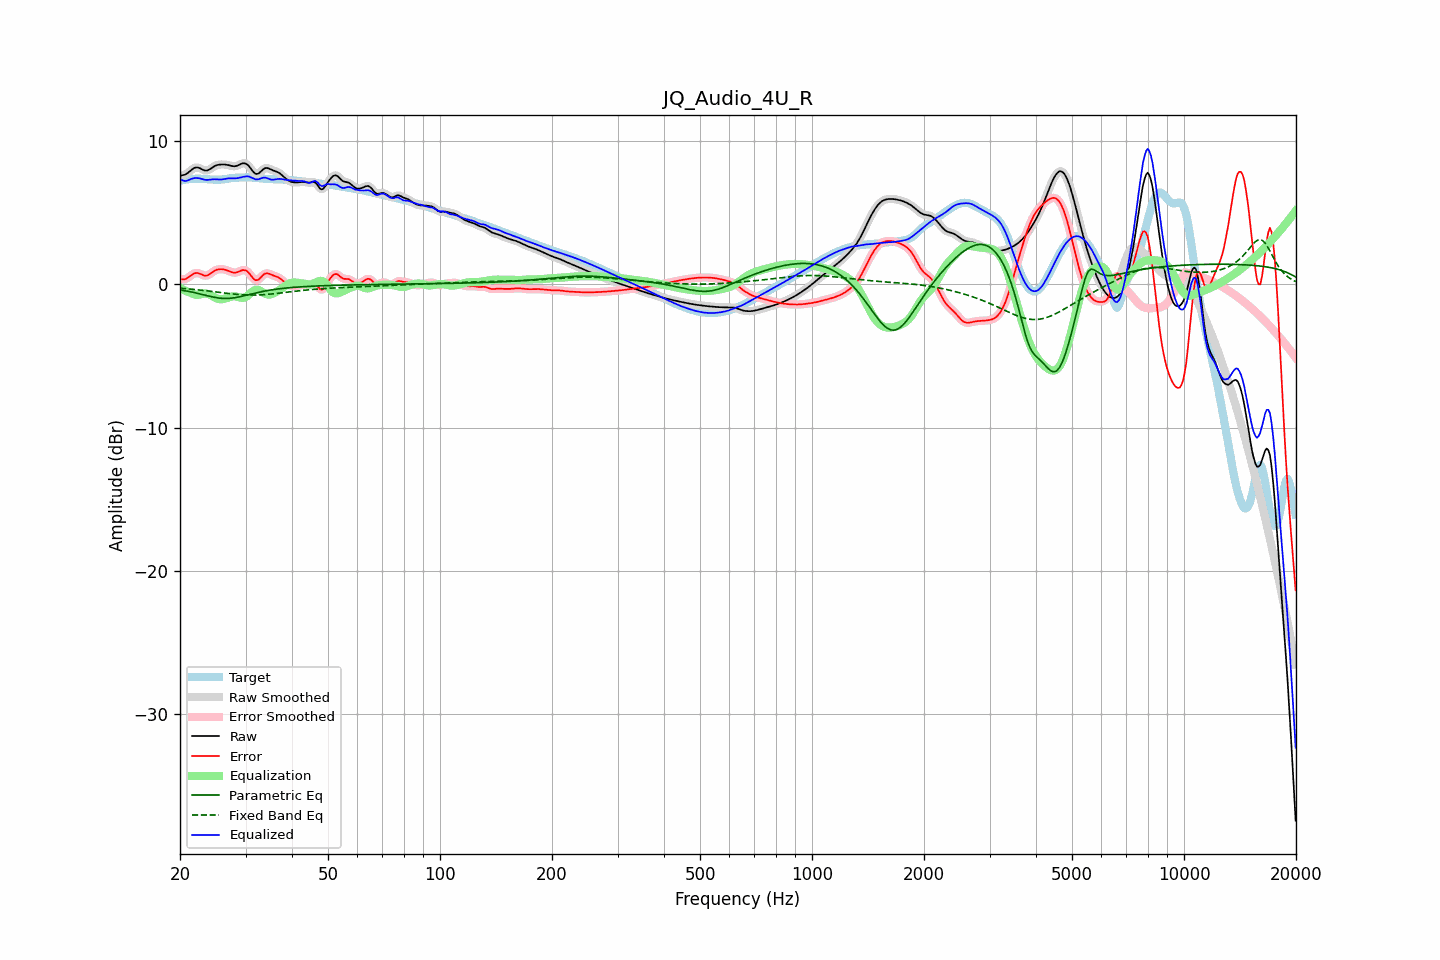 JQ_Audio_4U_R
10
0
−10
−20
−30
Amplitude (dBr)
Target
Raw Smoothed
Error Smoothed
Raw
Error
Equalization
Parametric Eq
Fixed Band Eq
Equalized
20
50
100
200
500
1000
2000
5000
10000
20000
Frequency (Hz)